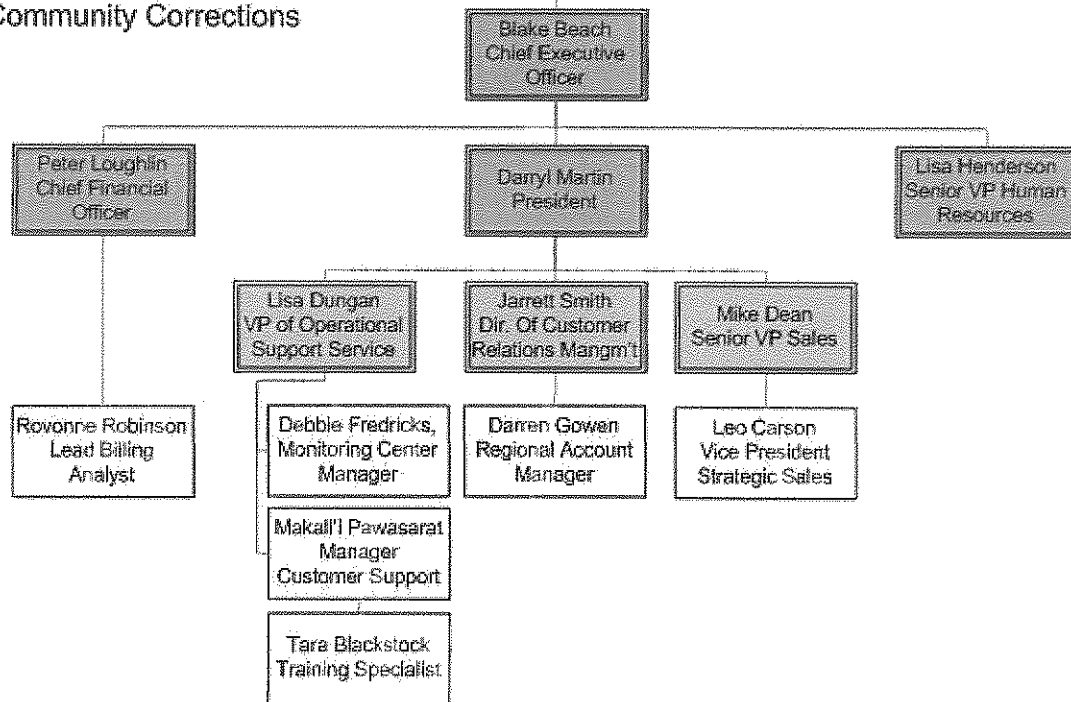 Community Corrections
Blake Beach
Chief Executive
Officer
Peter Loughlin
Chief Financial
Officer
Darryl Martin
President
Lisa Henderson
Senior VP Human
Resources
Lisa Dungan
VP of Operational
Support Service
Jarrett Smith
Dir. Of Customer
Relations Mangm't
Mike Dean
Senior VP Sales
Rovonne Robinson
Lead Billing
Analyst
Debbie Fredricks,
Monitoring Center
Manager
Darren Gowen
Regional Account
Manager
Leo Carson
Vice President
Strategic Sales
Makali'l Pawasarat
Manager
Customer Support
Tara Blackstock
Training Specialist